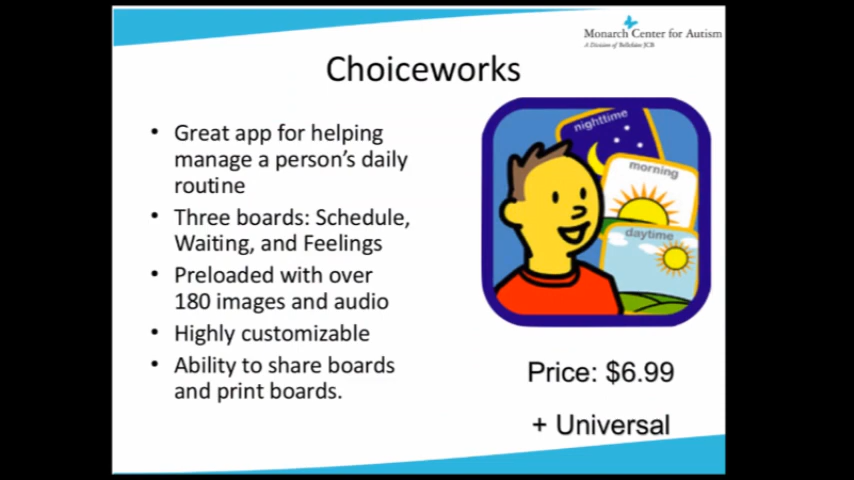 Monarch Center for Autism
A Division of Bellefaire JCB
Choiceworks
• Great app for helping
manage a person's daily
routine
• Three boards: Schedule,
Waiting, and Feelings
• Preloaded with over
180 images and audio
• Highly customizable
• Ability to share boards
and print boards.
nighttime
morning
daytime
Price: $6.99
+ Universal